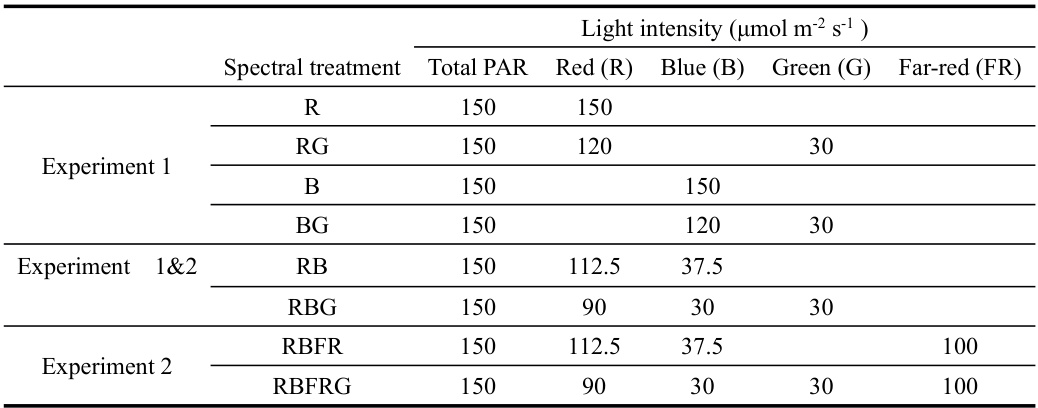 Light intensity (μmol m-2 s-1 )
Spectral treatment Total PAR Red (R) Blue (B) Green (G) Far-red (FR)
Experiment 1
R 150 150
RG 150 120 30
B 150 150
BG 150 120 30
Experiment 1&2
RB 150 112.5 37.5
RBG 150 90 30 30
Experiment 2
RBFR 150 112.5 37.5 100
RBFRG 150 90 30 30 100